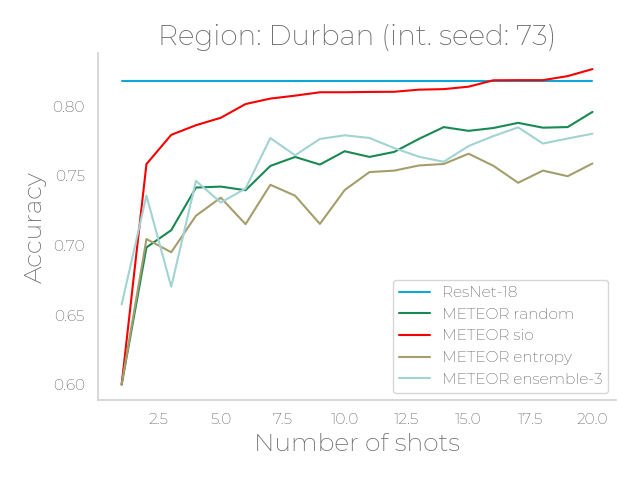 Region: Durban (int. seed: 73)
Accuracy
0.80
0.75
0.70
0.65
0.60
ResNet-18
METEOR random
METEOR sio
METEOR entropy
METEOR ensemble-3
2.5 5.0 7.5 10.0 12.5 15.0 17.5 20.0
Number of shots